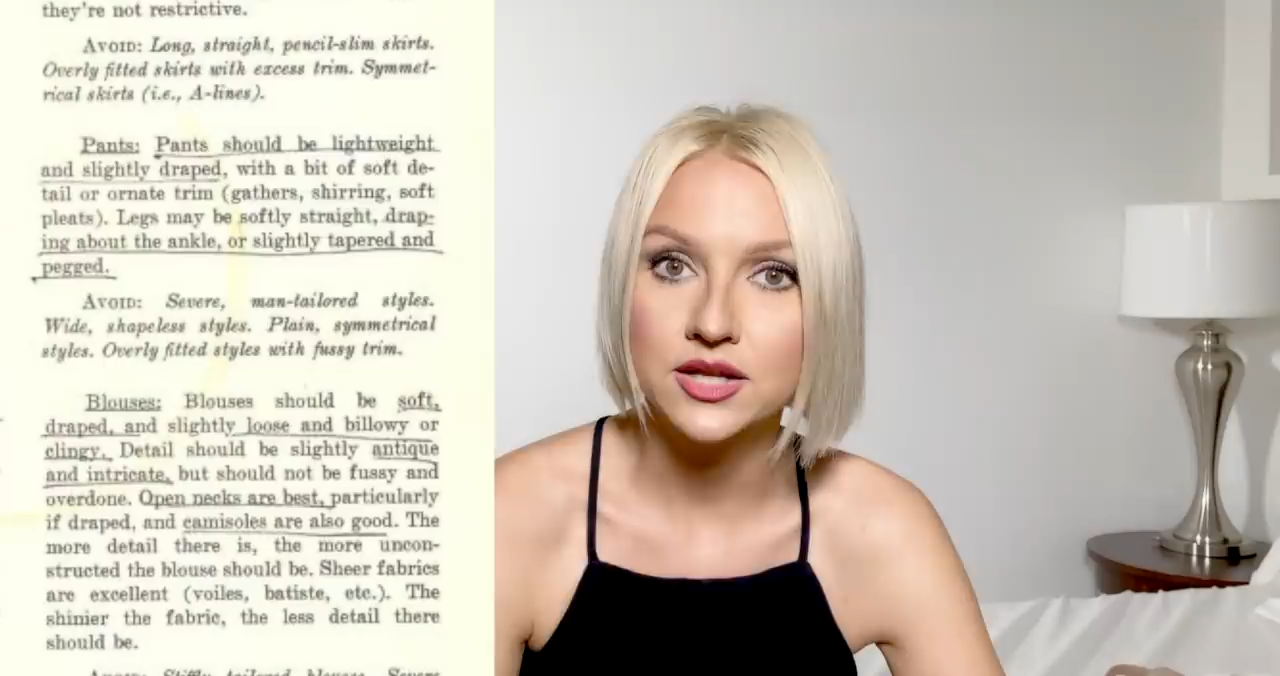 they're not restrictive.
AVOID: Long, straight, pencil-slim skirts.
Overly fitted skirts with excess trim. Symmet-
rical skirts (i.e., A-lines).
Pants: Pants should be lightweight
and slightly draped, with a bit of soft de-
tail or ornate trim (gathers, shirring, soft
pleats). Legs may be softly straight, drap-
ing about the ankle, or slightly tapered and
pegged.
AVOID: Severe, man-tailored styles.
Wide, shapeless styles. Plain, symmetrical
styles. Overly fitted styles with fussy trim.
Blouses: Blouses should be soft,
draped, and slightly loose and billowy or
clingy. Detail should be slightly antique
and intricate, but should not be fussy and
overdone. Open necks are best, particularly
if draped, and camisoles are also good. The
more detail there is, the more uncon-
structed the blouse should be. Sheer fabrics
are excellent (voiles, batiste, etc.). The
shinier the fabric, the less detail there
should be.
AVOID: Stiffly tailored blouses. Severe